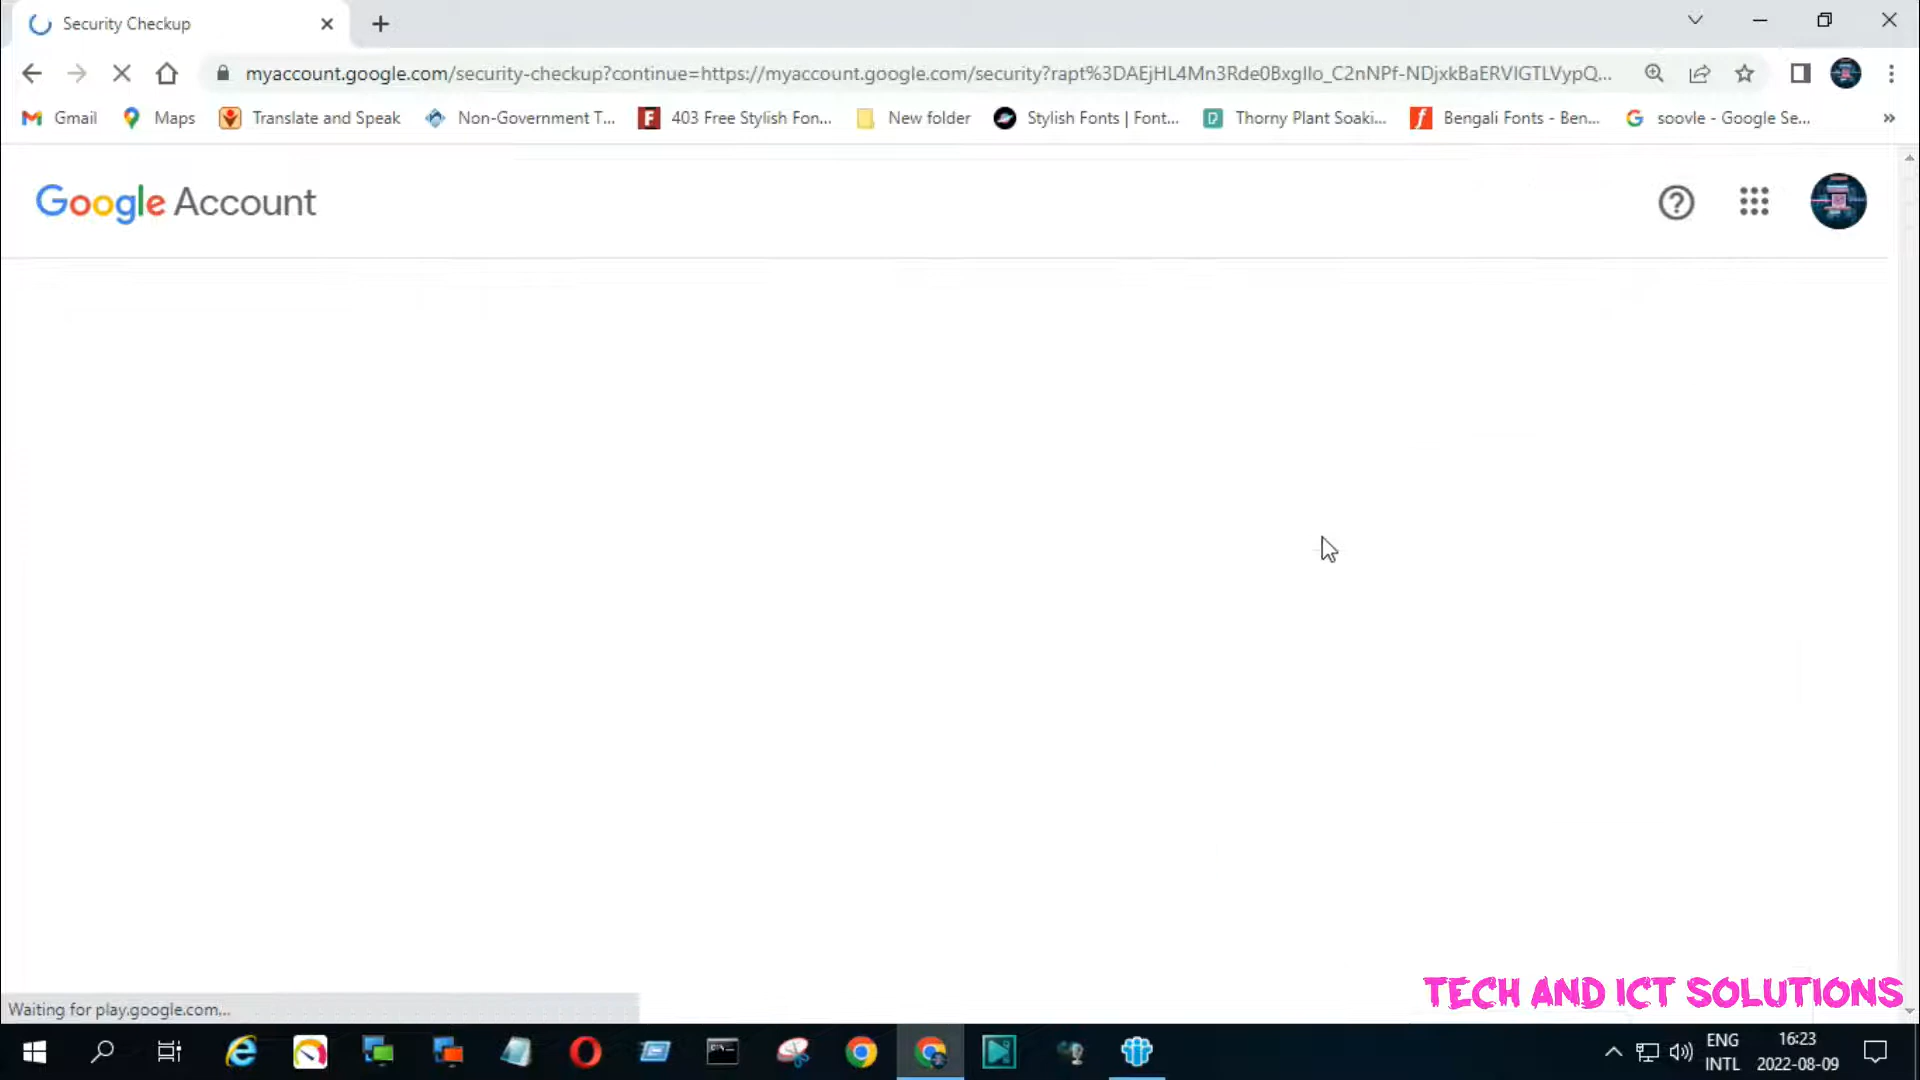 Security Checkup
myaccount.google.com/security-checkup?continue=https://myaccount.google.com/security?rapt%3DAEjHL4Mn3Rde0BxgIlo_C2nNPf-NDjxkBaERVIGTLVypQ...
Gmail Maps Translate and Speak Non-Government T... 403 Free Stylish Fon... New folder Stylish Fonts | Font... Thorny Plant Soaki... Bengali Fonts - Ben... soovle - Google Se... »
Google Account
TECH AND ICT SOLUTIONS
Waiting for play.google.com...
ENG 16:23
INTL 2022-08-09